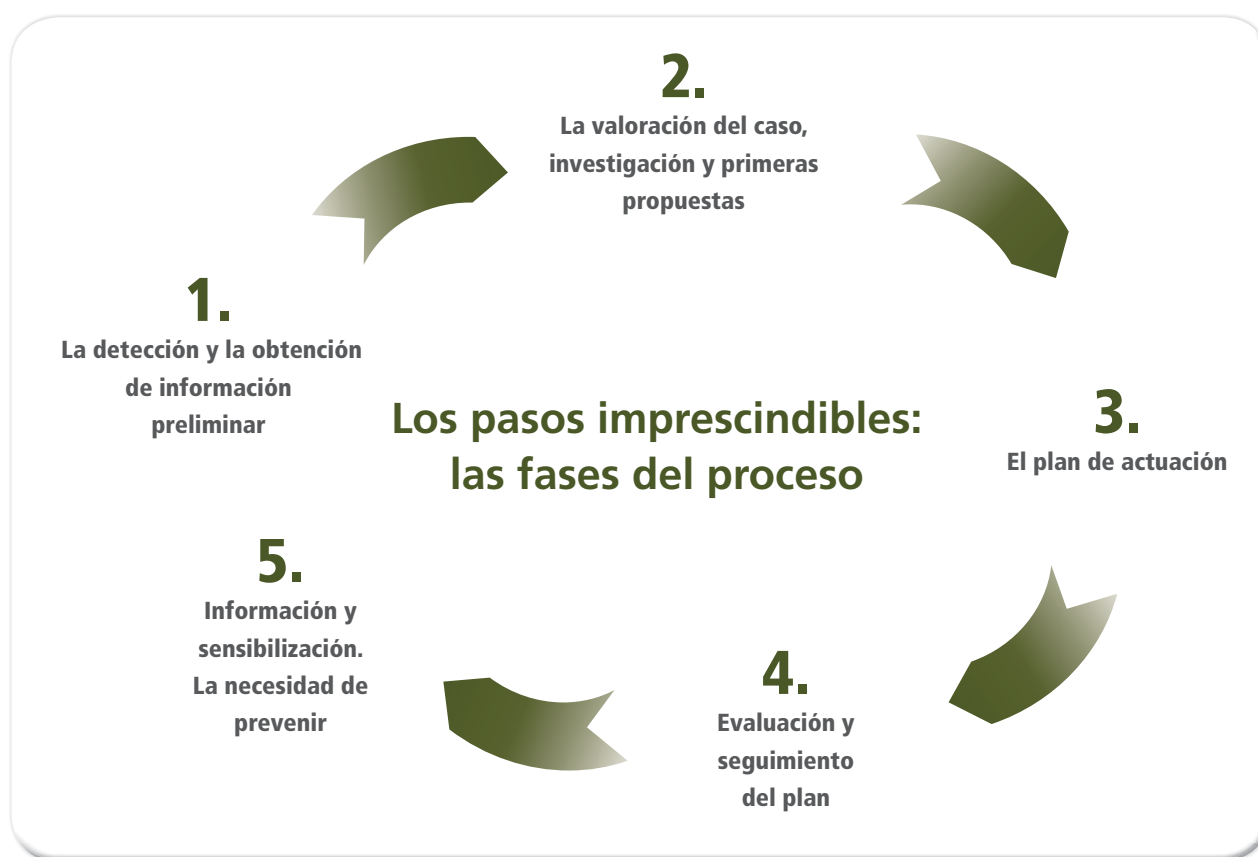 Los pasos imprescindibles:
las fases del proceso
1.
La detección y la obtención
de información
preliminar
2.
La valoración del caso,
investigación y primeras
propuestas
3.
El plan de actuación
4.
Evaluación y
seguimiento
del plan
5.
Información y
sensibilización.
La necesidad de
prevenir